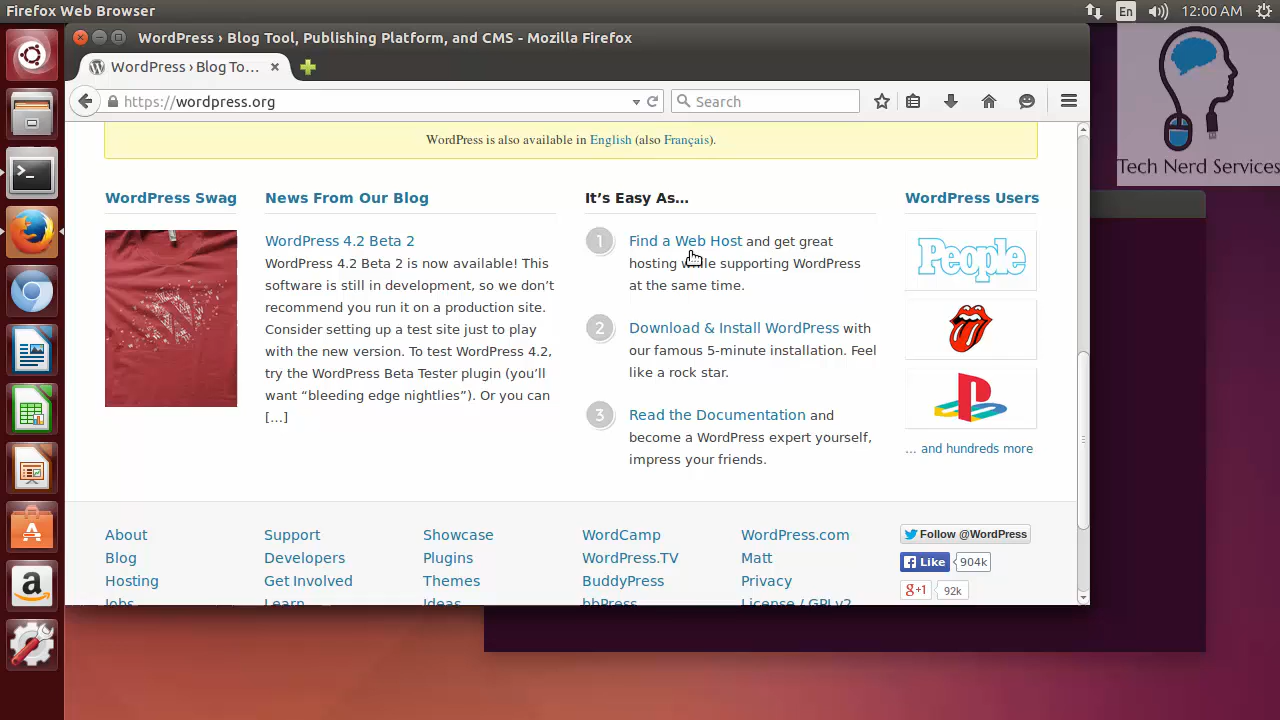 Firefox Web Browser
En
12:00 AM
WordPress › Blog Tool, Publishing Platform, and CMS - Mozilla Firefox
WordPress › Blog To...
https://wordpress.org
Search
Tech Nerd Services
WordPress is also available in English (also Français).
WordPress Swag
News From Our Blog
WordPress 4.2 Beta 2
WordPress 4.2 Beta 2 is now available! This
software is still in development, so we don’t
recommend you run it on a production site.
Consider setting up a test site just to play
with the new version. To test WordPress 4.2,
try the WordPress Beta Tester plugin (you’ll
want “bleeding edge nightlies”). Or you can
[…]
It’s Easy As…
1 Find a Web Host and get great
hosting while supporting WordPress
at the same time.
2 Download & Install WordPress with
our famous 5-minute installation. Feel
like a rock star.
3 Read the Documentation and
become a WordPress expert yourself,
impress your friends.
WordPress Users
People
... and hundreds more
About
Blog
Hosting
Jobs
Support
Developers
Get Involved
Learn
Showcase
Plugins
Themes
Ideas
WordCamp
WordPress.TV
BuddyPress
bbPress
WordPress.com
Matt
Privacy
License / GPLv2
Follow @WordPress
Like 904k
g+1 92k